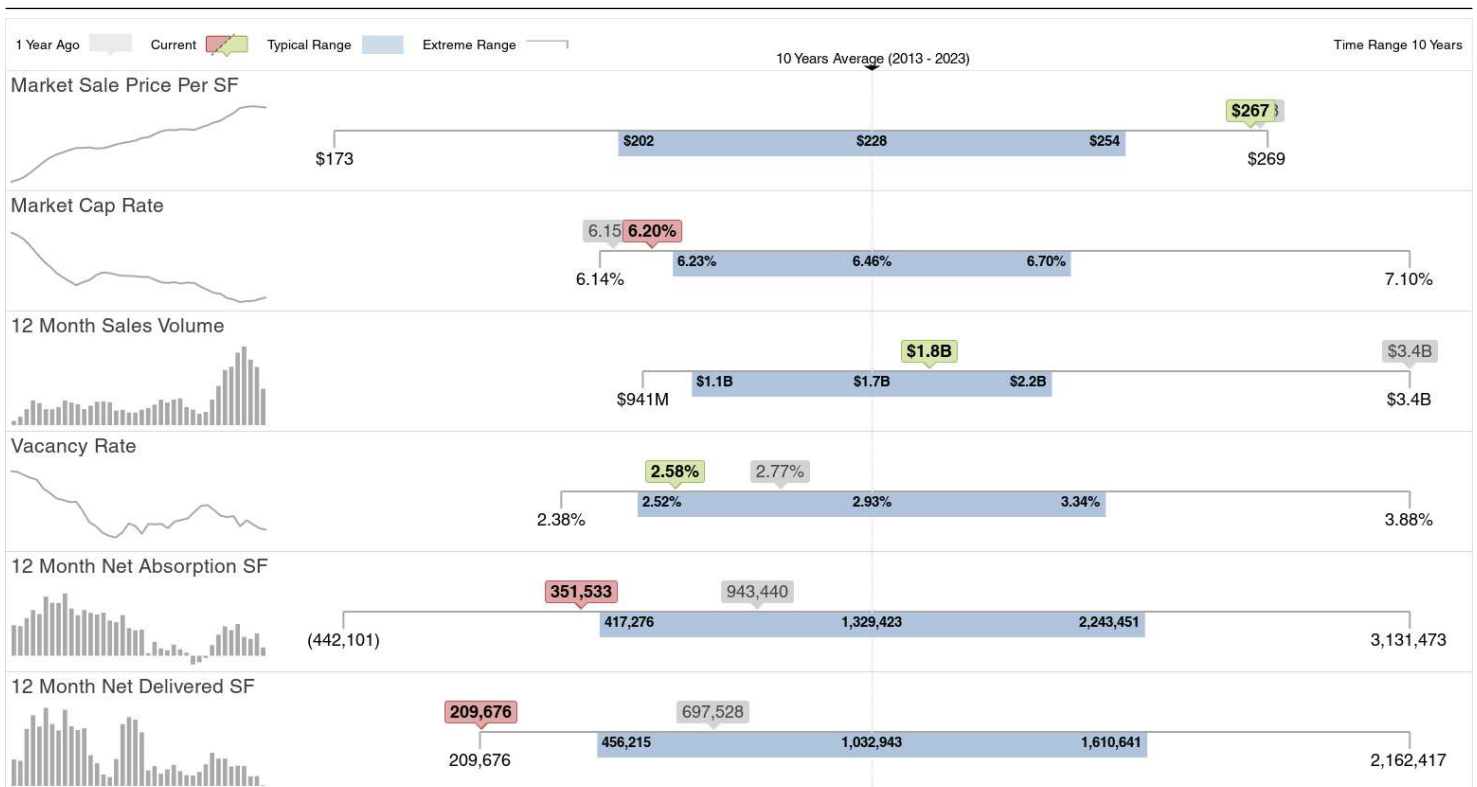 1 Year Ago Current Typical Range Extreme Range 10 Years Average (2013 - 2023) Time Range 10 Years
Market Sale Price Per SF
$267
$202 $228 $254
$173 $269
Market Cap Rate
6.15 6.20%
6.23% 6.46% 6.70%
6.14% 7.10%
12 Month Sales Volume
$1.8B $3.4B
$1.1B $1.7B $2.2B
$941M $3.4B
Vacancy Rate
2.58% 2.77%
2.52% 2.93% 3.34%
2.38% 3.88%
12 Month Net Absorption SF
351,533 943,440
417,276 1,329,423 2,243,451
(442,101) 3,131,473
12 Month Net Delivered SF
209,676 697,528
456,215 1,032,943 1,610,641
209,676 2,162,417